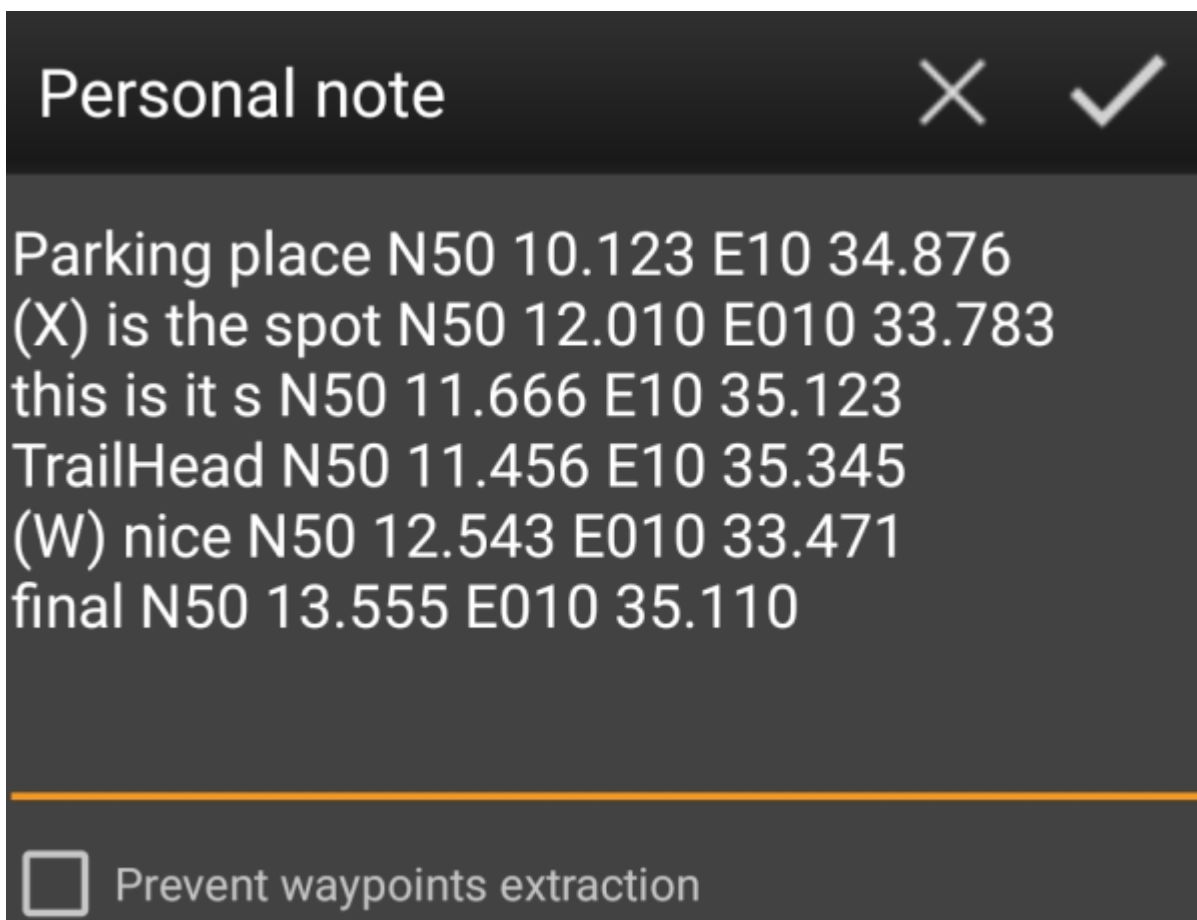 Personal note
Parking place N50 10.123 E10 34.876
(X) is the spot N50 12.010 E010 33.783
this is it s N50 11.666 E10 35.123
TrailHead N50 11.456 E10 35.345
(W) nice N50 12.543 E010 33.471
final N50 13.555 E010 35.110
Prevent waypoints extraction